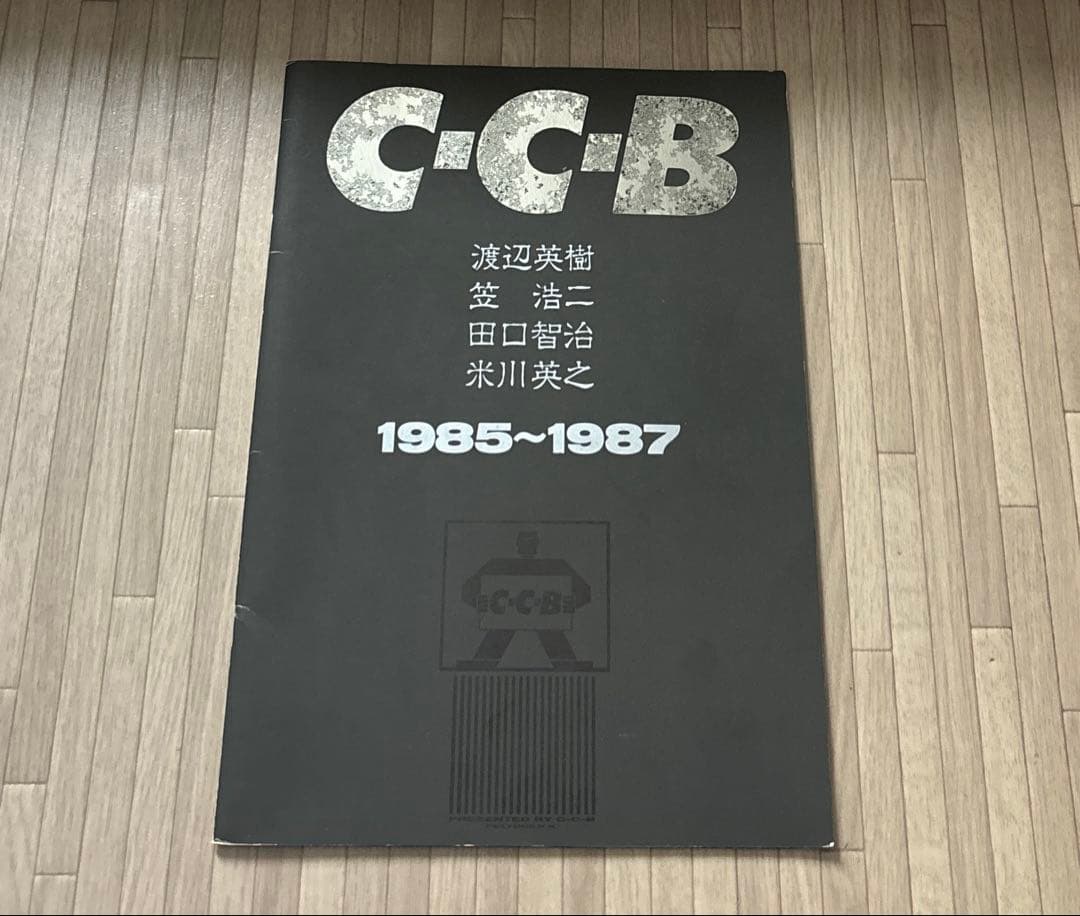 C-C-B
渡辺英樹
笠 浩二
田口智治
米川英之
1985~1987
C-C-B
PRESENTED BY C-C-B